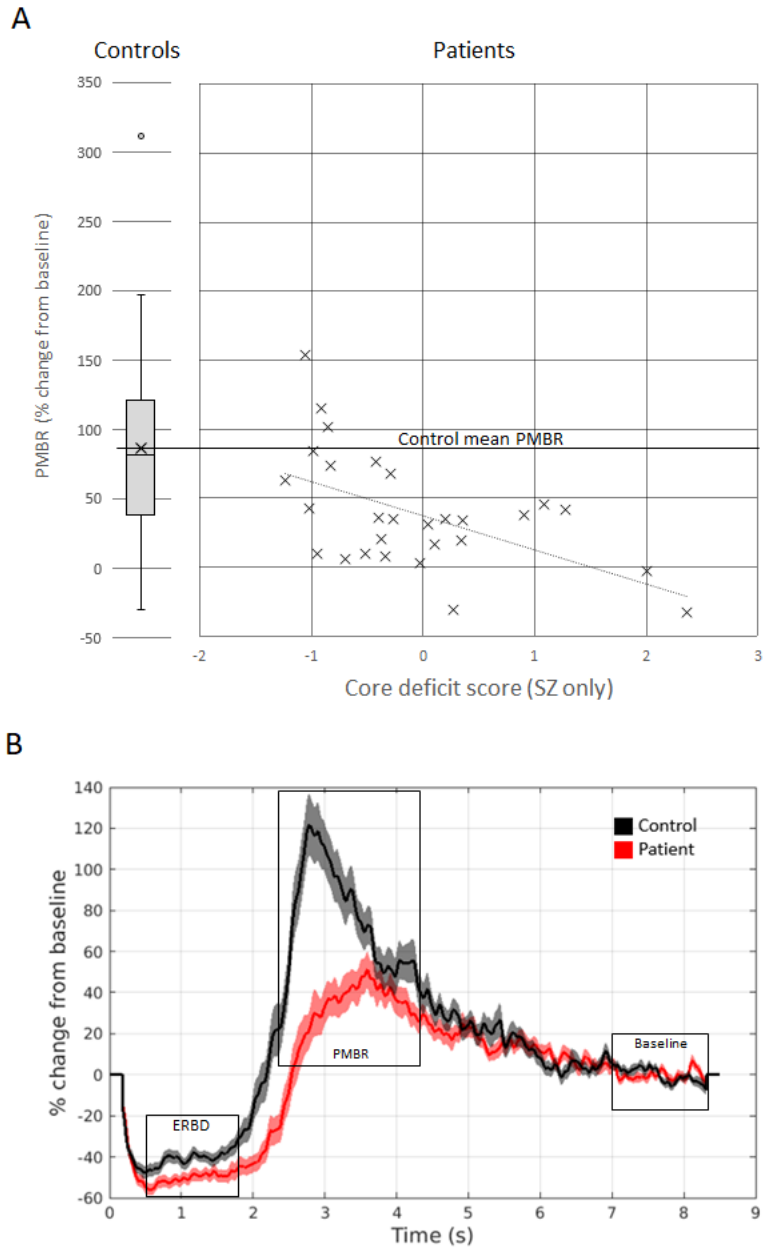 A
Controls
Patients
PMBR (% change from baseline)
350
300
250
200
150
100
50
0
-50
Control mean PMBR
-2
-1
0
1
2
3
Core deficit score (SZ only)
B
% change from baseline
140
120
100
80
60
40
20
0
-20
-40
-60
Control
Patient
PMBR
Baseline
ERBD
0
1
2
3
4
5
6
7
8
9
Time (s)